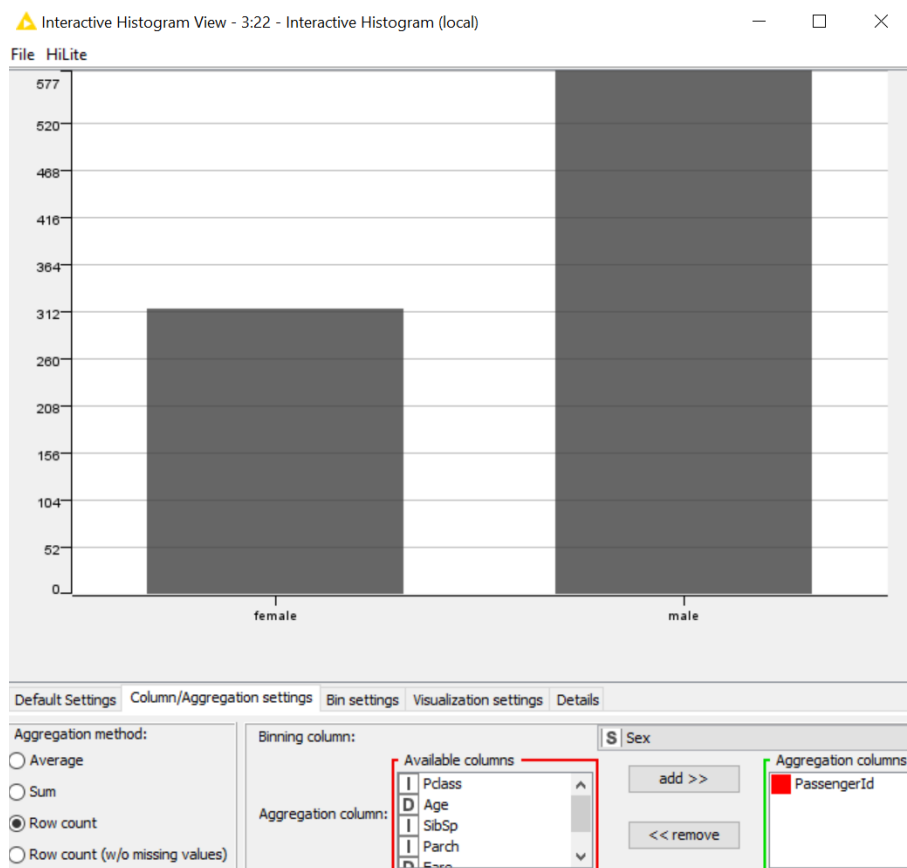 Interactive Histogram View - 3:22 - Interactive Histogram (local)
File HiLite
577
520
468
416
364
312
260
208
156
104
52
0
female male
Default Settings Column/Aggregation settings Bin settings Visualization settings Details
Aggregation method: Binning column: S Sex
Average Available columns Aggregation columns
I Pclass add >> PassengerId
Sum D Age
Aggregation column:
Row count I SibSp
I Parch << remove
Row count (w/o missing values)
D Fare